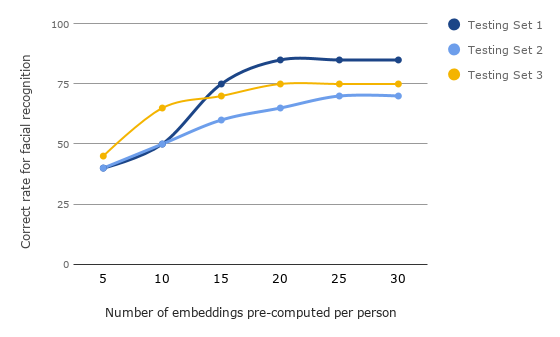 100
75
50
25
0
Correct rate for facial recognition
5 10 15 20 25 30
Number of embeddings pre-computed per person
Testing Set 1
Testing Set 2
Testing Set 3